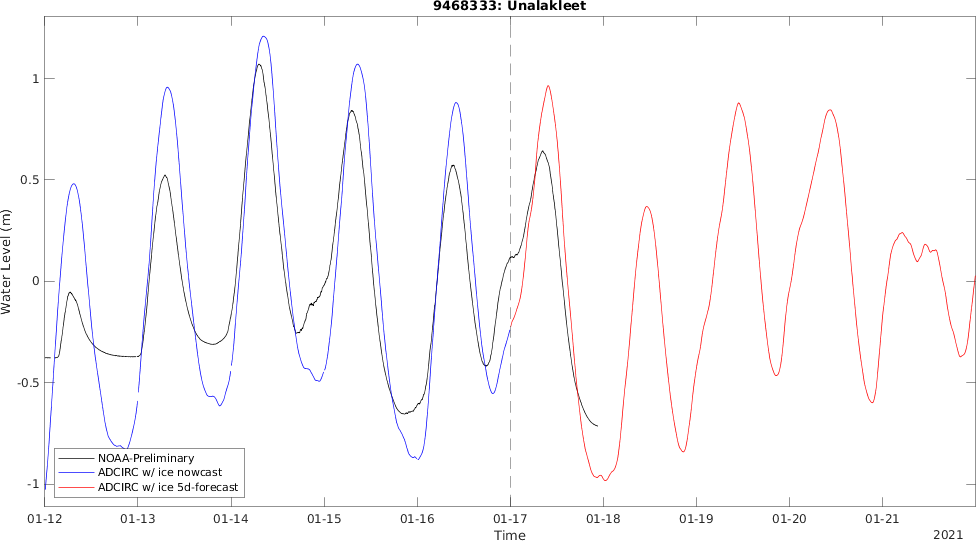 9468333: Unalakleet
Water Level (m)
1
0.5
0
-0.5
-1
NOAA-Preliminary
ADCIRC w/ ice nowcast
ADCIRC w/ ice 5d-forecast
01-12 01-13 01-14 01-15 01-16 01-17 01-18 01-19 01-20 01-21
Time
2021